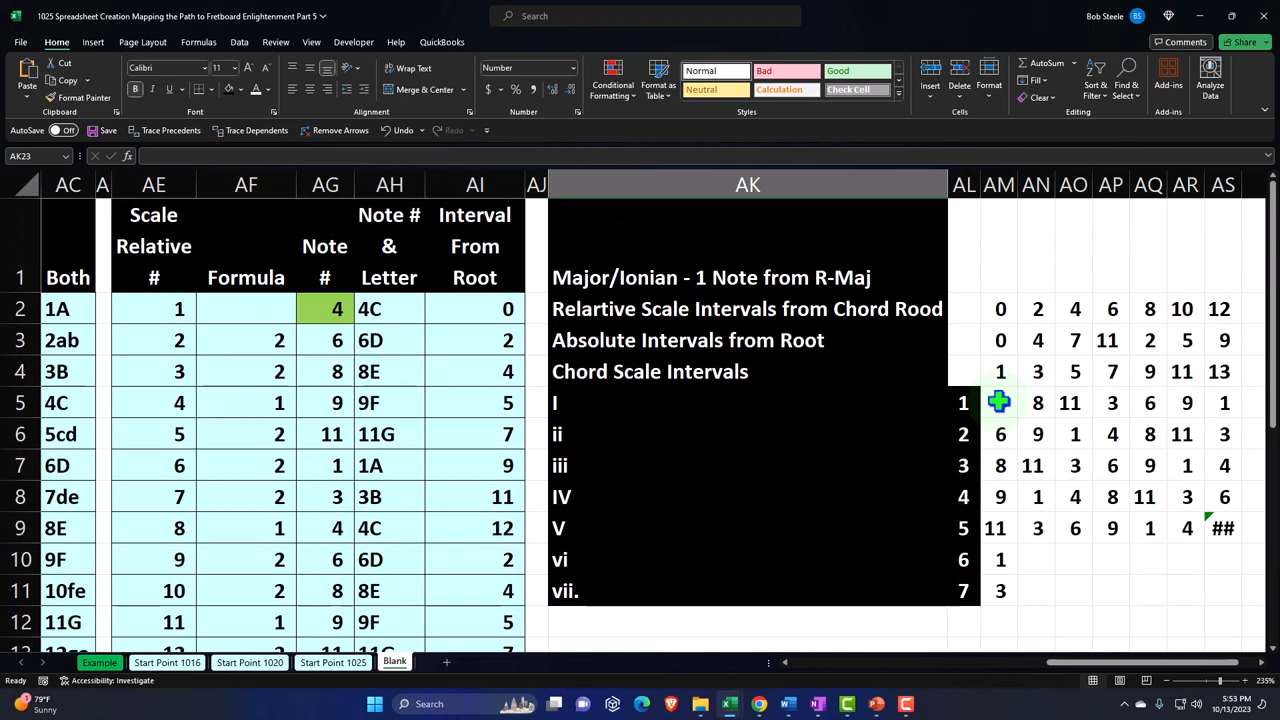 1025 Spreadsheet Creation Mapping the Path to Fretboard Enlightenment Part 5
Search
Bob Steele BS
File Home Insert Page Layout Formulas Data Review View Developer Automate Help QuickBooks
Comments Share
Cut
Copy
Format Painter
Paste
Calibri 11
Wrap Text
Merge & Center
Number
Conditional Formatting
Format as Table
Normal Bad Good
Neutral Calculation Check Cell
Insert Delete Format
AutoSum
Fill
Clear
Sort & Filter
Find & Select
Add-ins
Analyze Data
Clipboard Font Alignment Number Styles Cells Editing Add-ins
AutoSave Off Save Trace Precedents Trace Dependents Remove Arrows Undo
AK23 fx
AC A AE AF AG AH AI AJ AK AL AM AN AO AP AQ AR AS
1 Both Scale Relative # Formula Note # Note # & Letter Interval From Root Major/Ionian - 1 Note from R-Maj
2 1A 1 4 4C 0 Relartive Scale Intervals from Chord Rood 0 2 4 6 8 10 12
3 2ab 2 2 6 6D 2 Absolute Intervals from Root 0 4 7 11 2 5 9
4 3B 3 2 8 8E 4 Chord Scale Intervals 1 3 5 7 9 11 13
5 4C 4 1 9 9F 5 I 1 8 11 3 6 9 1
6 5cd 5 2 11 11G 7 ii 2 6 9 1 4 8 11 3
7 6D 6 2 1 1A 9 iii 3 8 11 3 6 9 1 4
8 7de 7 2 3 3B 11 IV 4 9 1 4 8 11 3 6
9 8E 8 1 4 4C 12 V 5 11 3 6 9 1 4 ##
10 9F 9 2 6 6D 2 vi 6 1
11 10fe 10 2 8 8E 4 vii. 7 3
12 11G 11 1 9 9F 5
Example Start Point 1016 Start Point 1020 Start Point 1025 Blank
Ready Accessibility: Investigate 235%
79°F
Sunny
Search
5:53 PM
10/13/2023